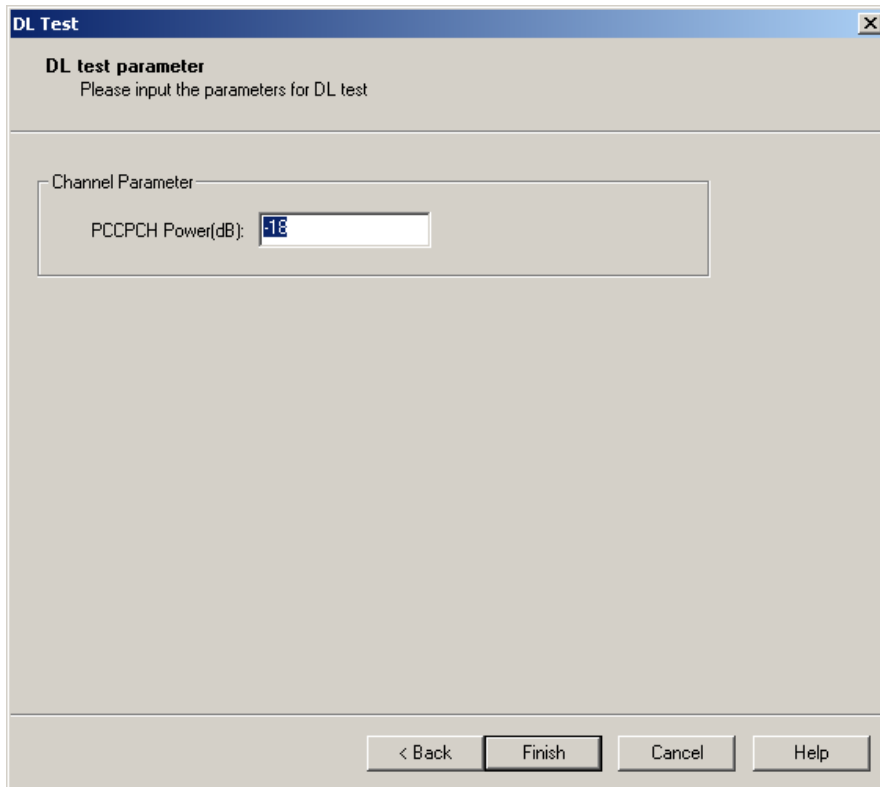 DL Test
DL test parameter
Please input the parameters for DL test
Channel Parameter
PCCPCH Power(dB): -18
< Back Finish Cancel Help